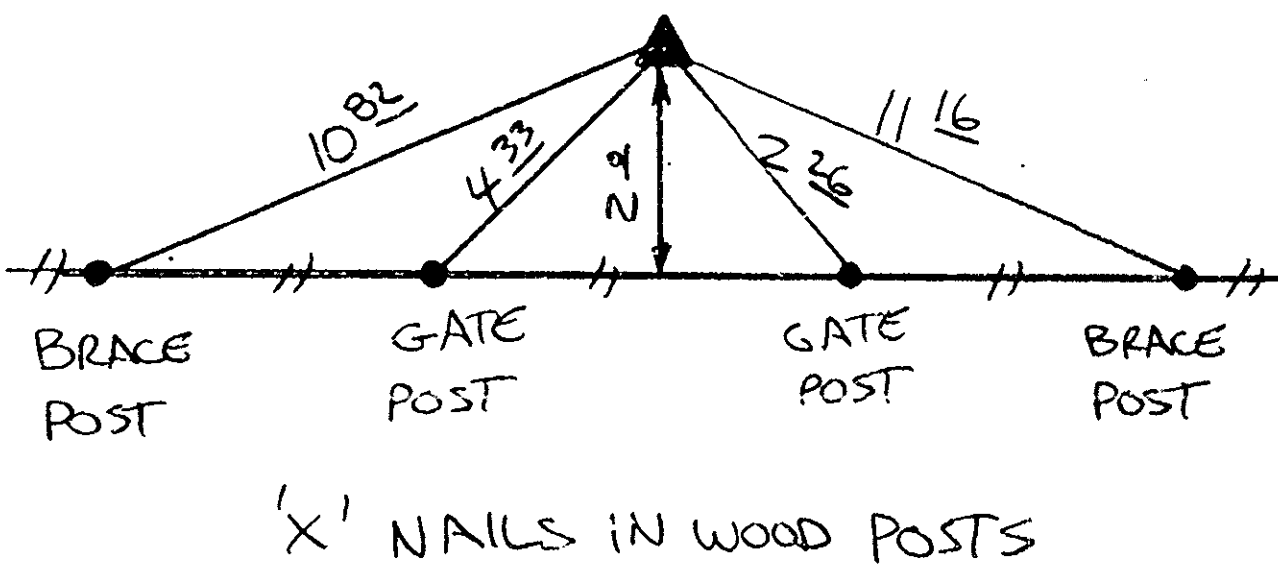 10 82
4 33
2 26
11 16
BRACE POST
GATE POST
GATE POST
BRACE POST
'X' NAILS IN WOOD POSTS